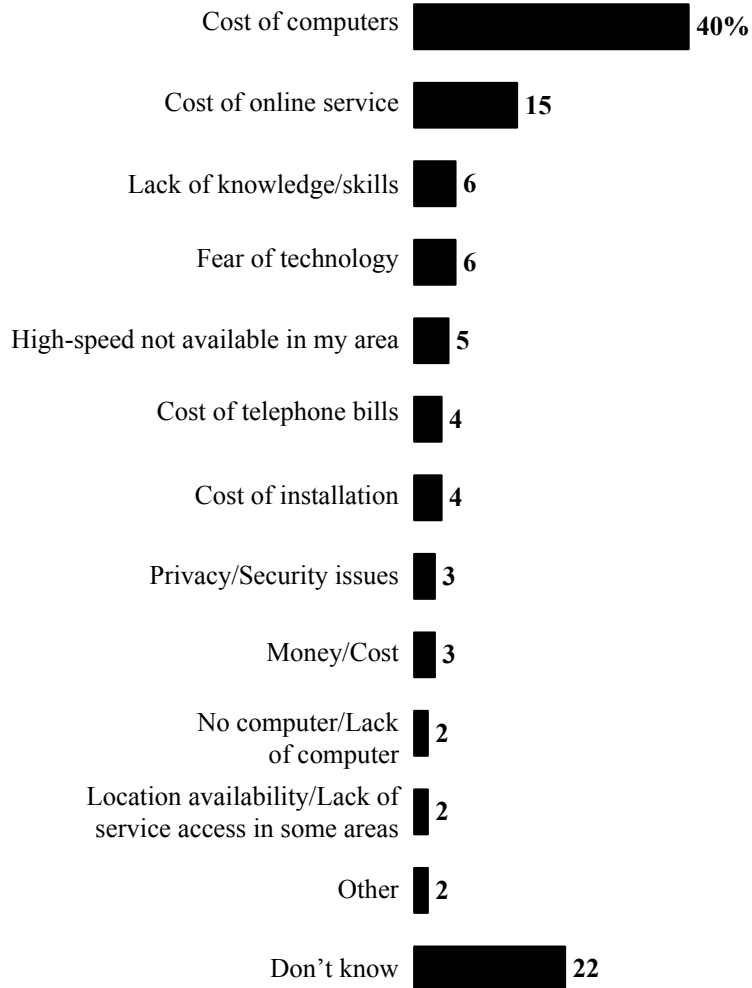 Cost of computers 40%
Cost of online service 15
Lack of knowledge/skills 6
Fear of technology 6
High-speed not available in my area 5
Cost of telephone bills 4
Cost of installation 4
Privacy/Security issues 3
Money/Cost 3
No computer/Lack
of computer 2
Location availability/Lack of
service access in some areas 2
Other 2
Don’t know 22